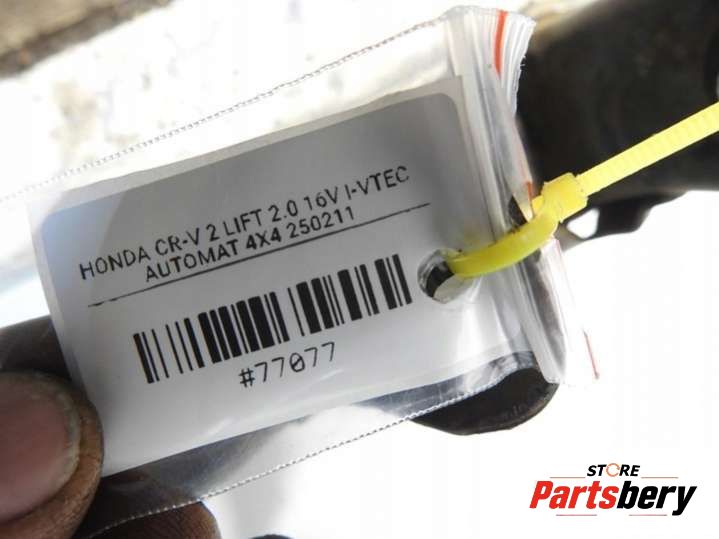 HONDA CR-V 2 LIFT 2.0 16V I-VTEC
AUTOMAT 4X4 250211
#77077
STORE
Partsbery